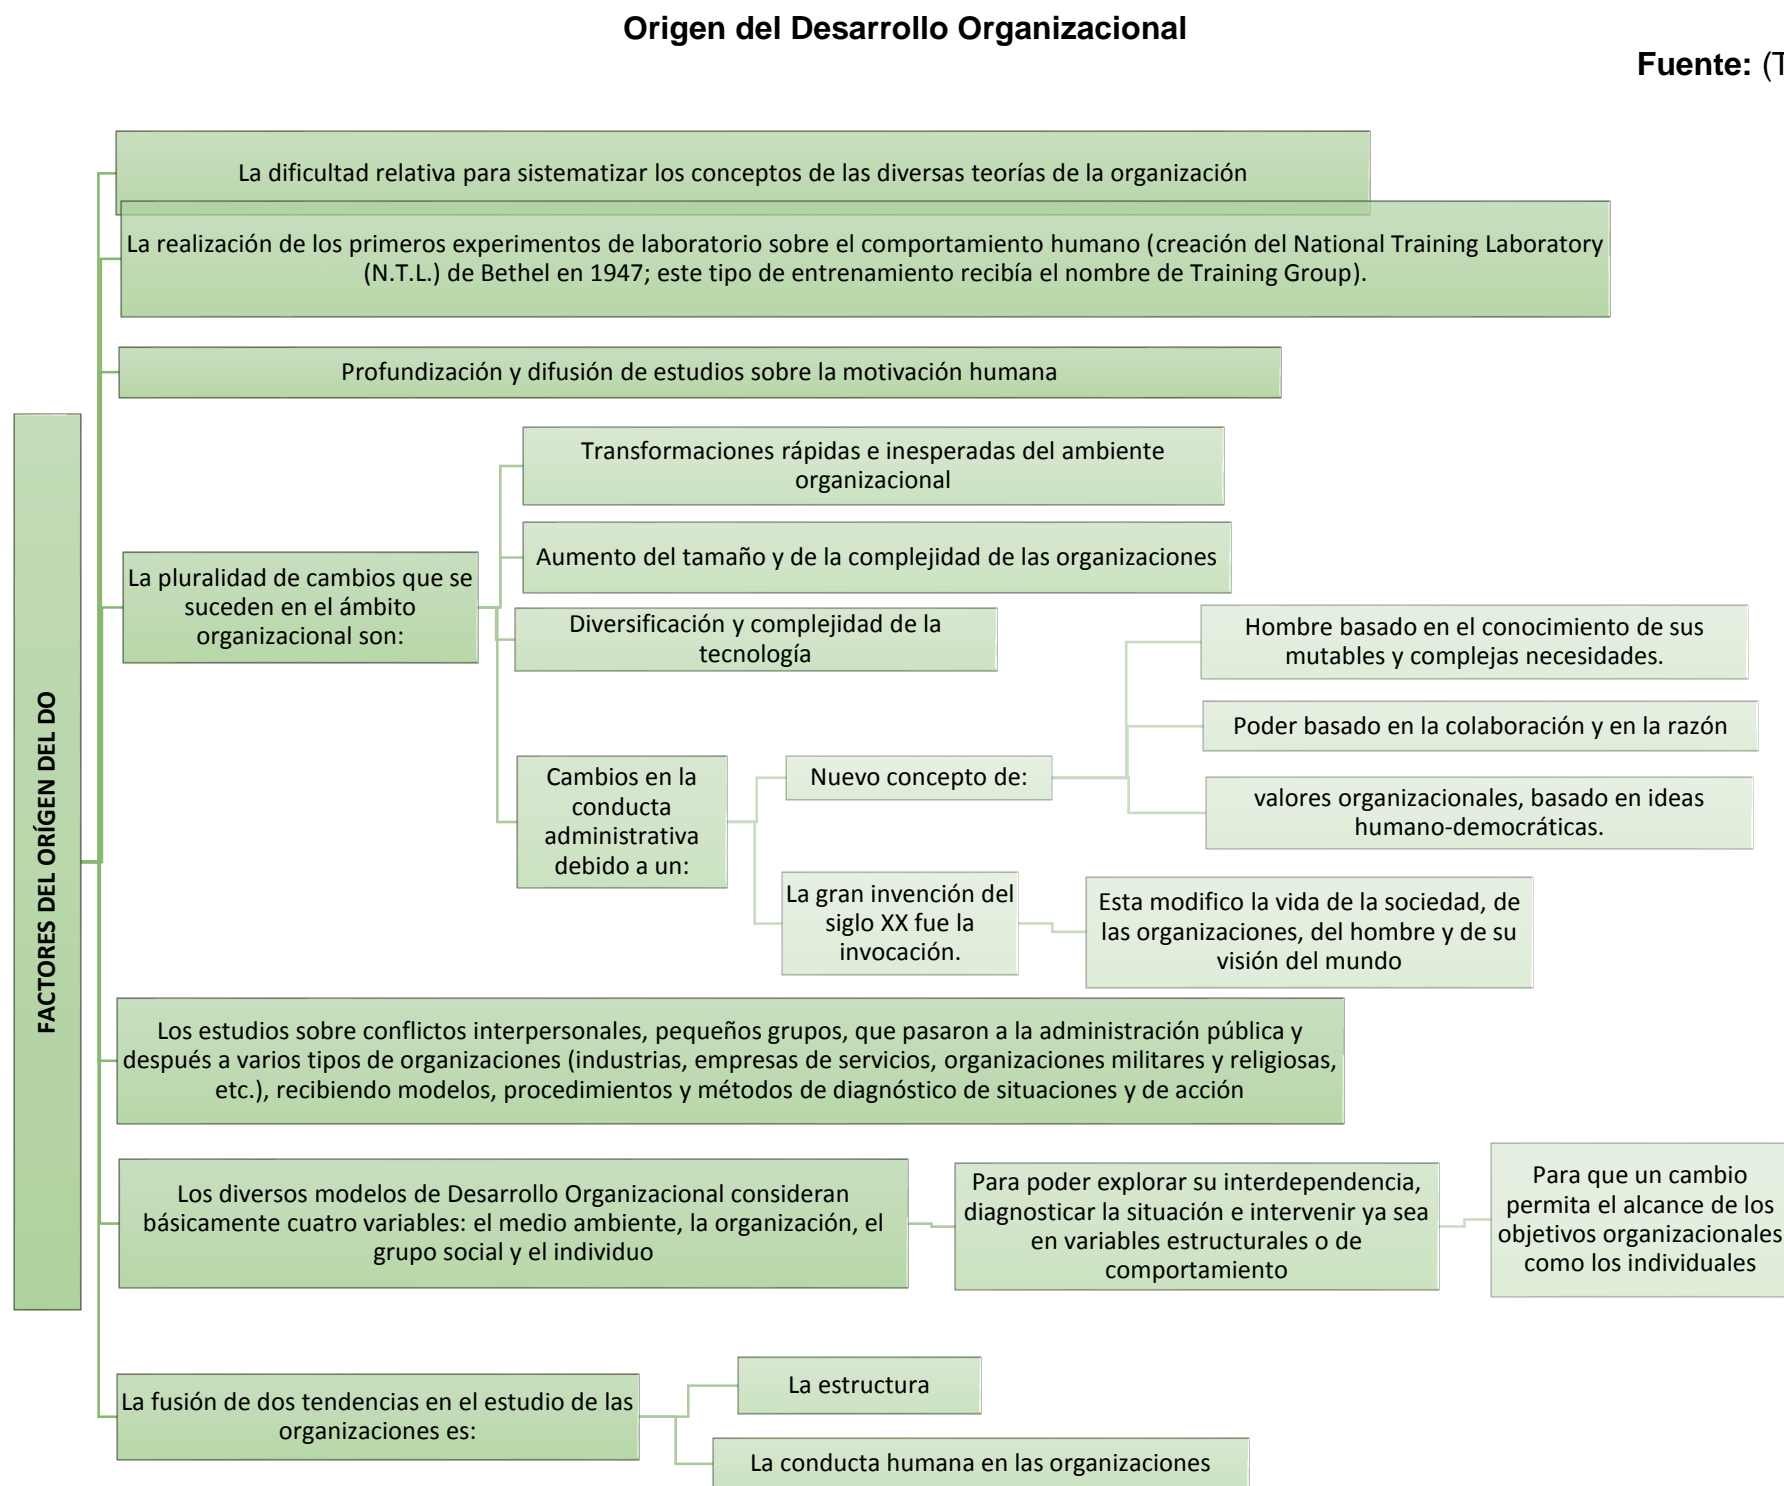 Origen del Desarrollo Organizacional
Fuente: (T
La dificultad relativa para sistematizar los conceptos de las diversas teorías de la organización
La realización de los primeros experimentos de laboratorio sobre el comportamiento humano (creación del National Training Laboratory
(N.T.L.) de Bethel en 1947; este tipo de entrenamiento recibía el nombre de Training Group).
Profundización y difusión de estudios sobre la motivación humana
FACTORES DEL ORÍGEN DEL DO
La pluralidad de cambios que se
suceden en el ámbito
organizacional son:
Transformaciones rápidas e inesperadas del ambiente
organizacional
Aumento del tamaño y de la complejidad de las organizaciones
Diversificación y complejidad de la
tecnología
Cambios en la
conducta
administrativa
debido a un:
Nuevo concepto de:
Hombre basado en el conocimiento de sus
mutables y complejas necesidades.
Poder basado en la colaboración y en la razón
valores organizacionales, basado en ideas
humano-democráticas.
La gran invención del
siglo XX fue la
invocación.
Esta modifico la vida de la sociedad, de
las organizaciones, del hombre y de su
visión del mundo
Los estudios sobre conflictos interpersonales, pequeños grupos, que pasaron a la administración pública y
después a varios tipos de organizaciones (industrias, empresas de servicios, organizaciones militares y religiosas,
etc.), recibiendo modelos, procedimientos y métodos de diagnóstico de situaciones y de acción
Los diversos modelos de Desarrollo Organizacional consideran
básicamente cuatro variables: el medio ambiente, la organización, el
grupo social y el individuo
Para poder explorar su interdependencia,
diagnosticar la situación e intervenir ya sea
en variables estructurales o de
comportamiento
Para que un cambio
permita el alcance de los
objetivos organizacionales
como los individuales
La fusión de dos tendencias en el estudio de las
organizaciones es:
La estructura
La conducta humana en las organizaciones